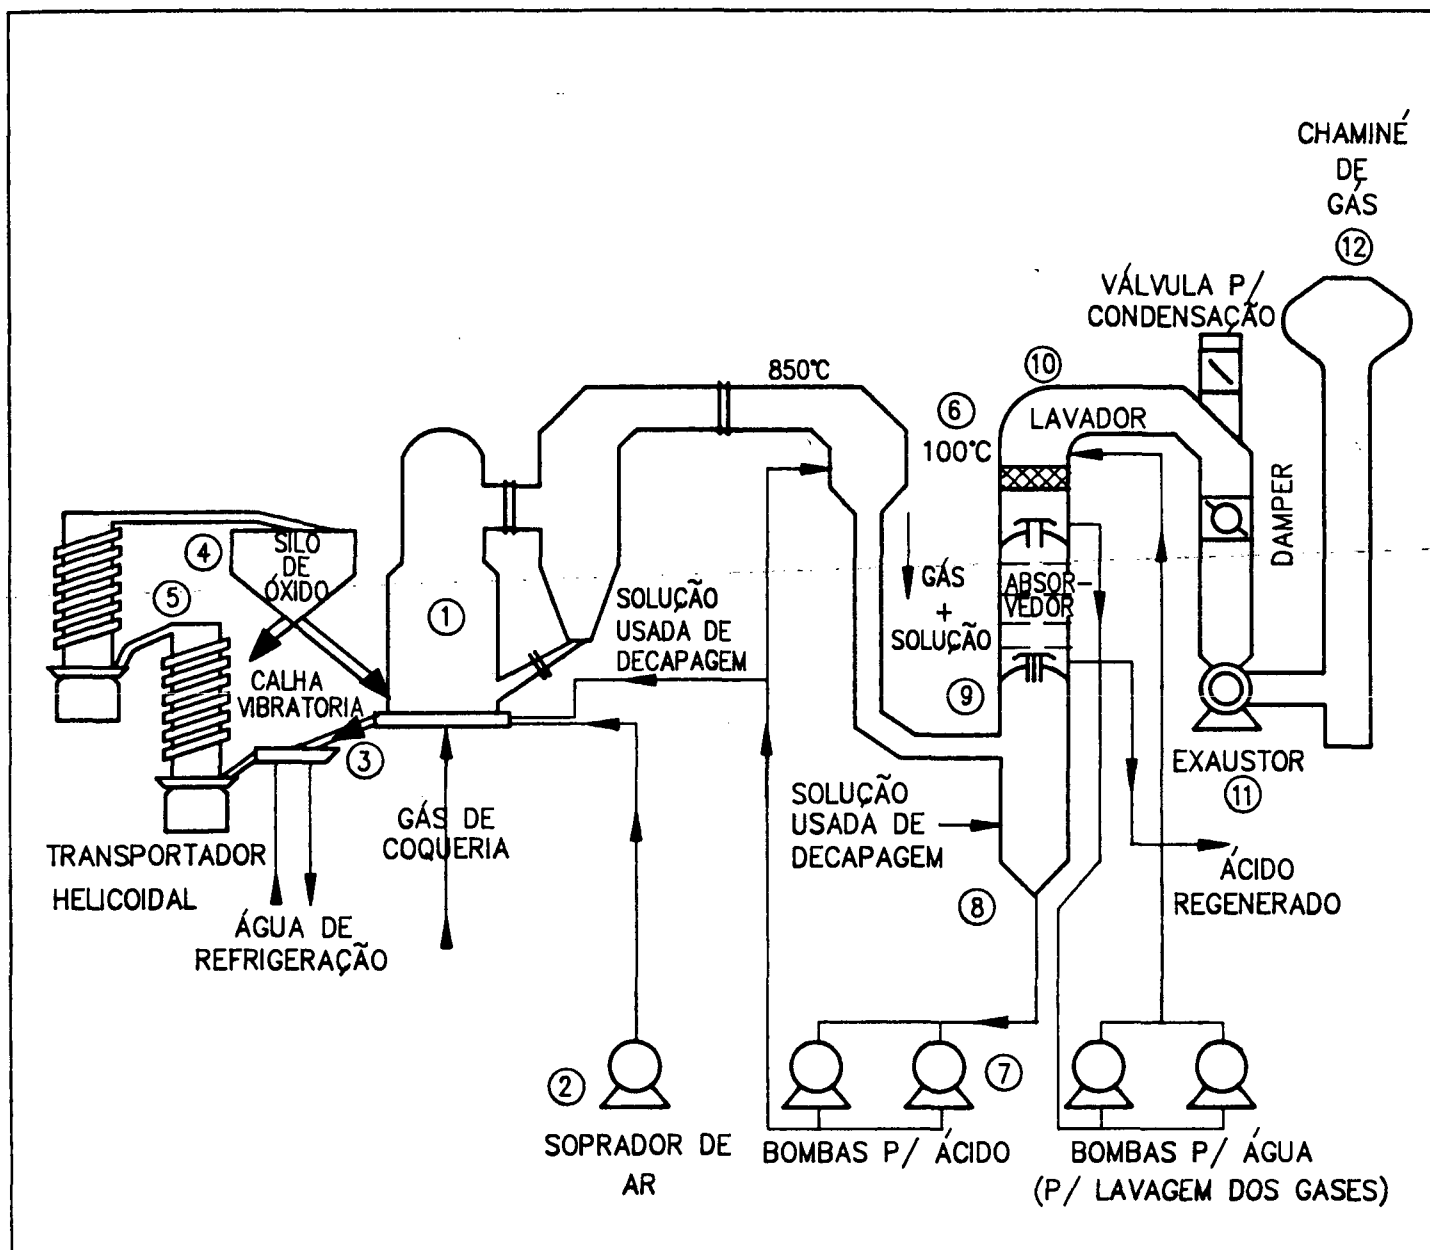 CHAMINÉ
DE
GÁS
12
VÁLVULA P/
CONDENSAÇÃO
850°C
10
6
100°C
LAVADOR
DAMPER
4
SILO
DE
ÓXIDO
5
1
GÁS
+
SOLUÇÃO
ABSOR-
VEDOR
SOLUÇÃO
USADA DE
DECAPAGEM
CALHA
VIBRATORIA
9
3
EXAUSTOR
11
GÁS DE
COQUERIA
SOLUÇÃO
USADA DE
DECAPAGEM
TRANSPORTADOR
HELICOIDAL
ÁCIDO
REGENERADO
8
ÁGUA DE
REFRIGERAÇÃO
2
7
SOPRADOR DE
AR
BOMBAS P/ ÁCIDO
BOMBAS P/ ÁGUA
(P/ LAVAGEM DOS GASES)